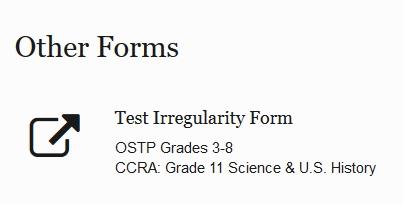 Other Forms
Test Irregularity Form
OSTP Grades 3-8
CCRA: Grade 11 Science & U.S. History